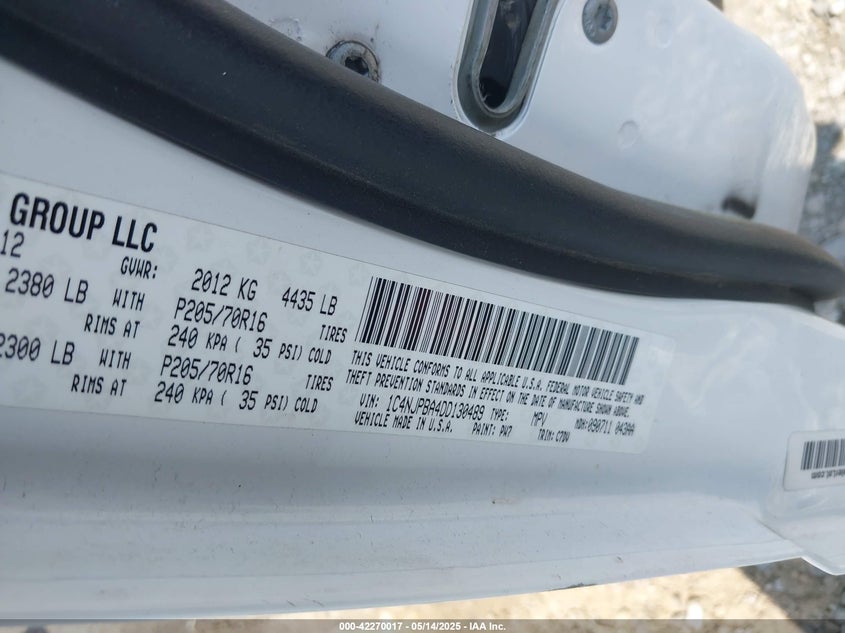 GROUP LLC
12
GVWR: 2012 KG 4435 LB
2380 LB WITH P205/70R16 TIRES
RIMS AT 240 KPA ( 35 PSI) COLD
2300 LB WITH P205/70R16 TIRES
RIMS AT 240 KPA ( 35 PSI) COLD
THIS VEHICLE CONFORMS TO ALL APPLICABLE U.S.A. FEDERAL MOTOR VEHICLE SAFETY AND
THEFT PREVENTION STANDARDS IN EFFECT ON THE DATE OF MANUFACTURE SHOWN ABOVE.
VIN: 1C4NJPBA4DD130489 TYPE: MPV MDH:090711 043AA
VEHICLE MADE IN U.S.A. PAINT: PW7 TRIM: C7DV
000-42270017 - 05/14/2025 - IAA Inc.